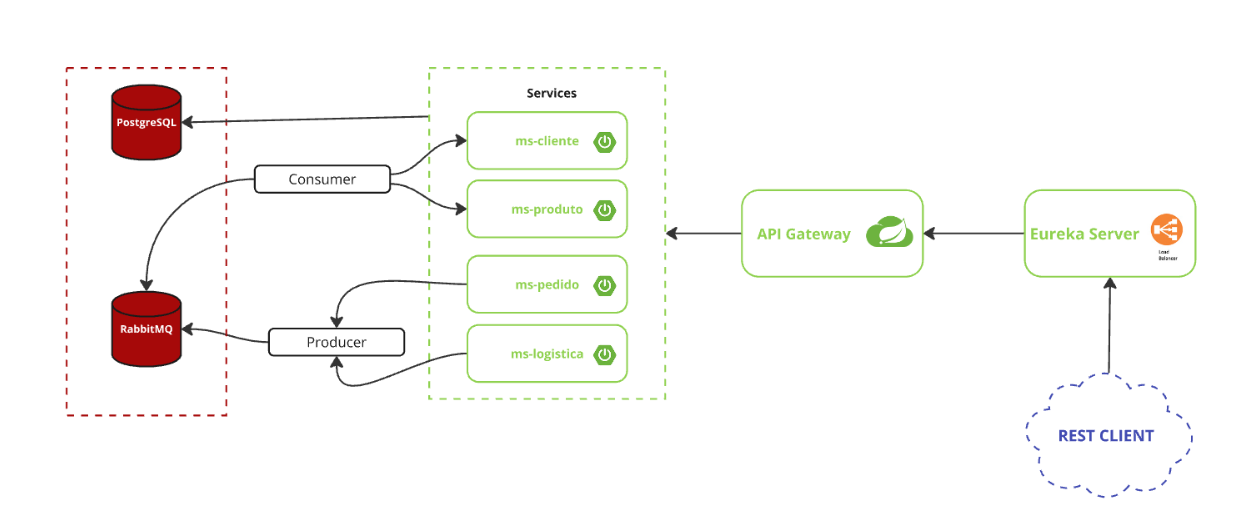 Services
PostgreSQL
ms-cliente
Consumer
ms-produto
API Gateway
Eureka Server
Load
Balancer
ms-pedido
RabbitMQ
Producer
ms-logistica
REST CLIENT